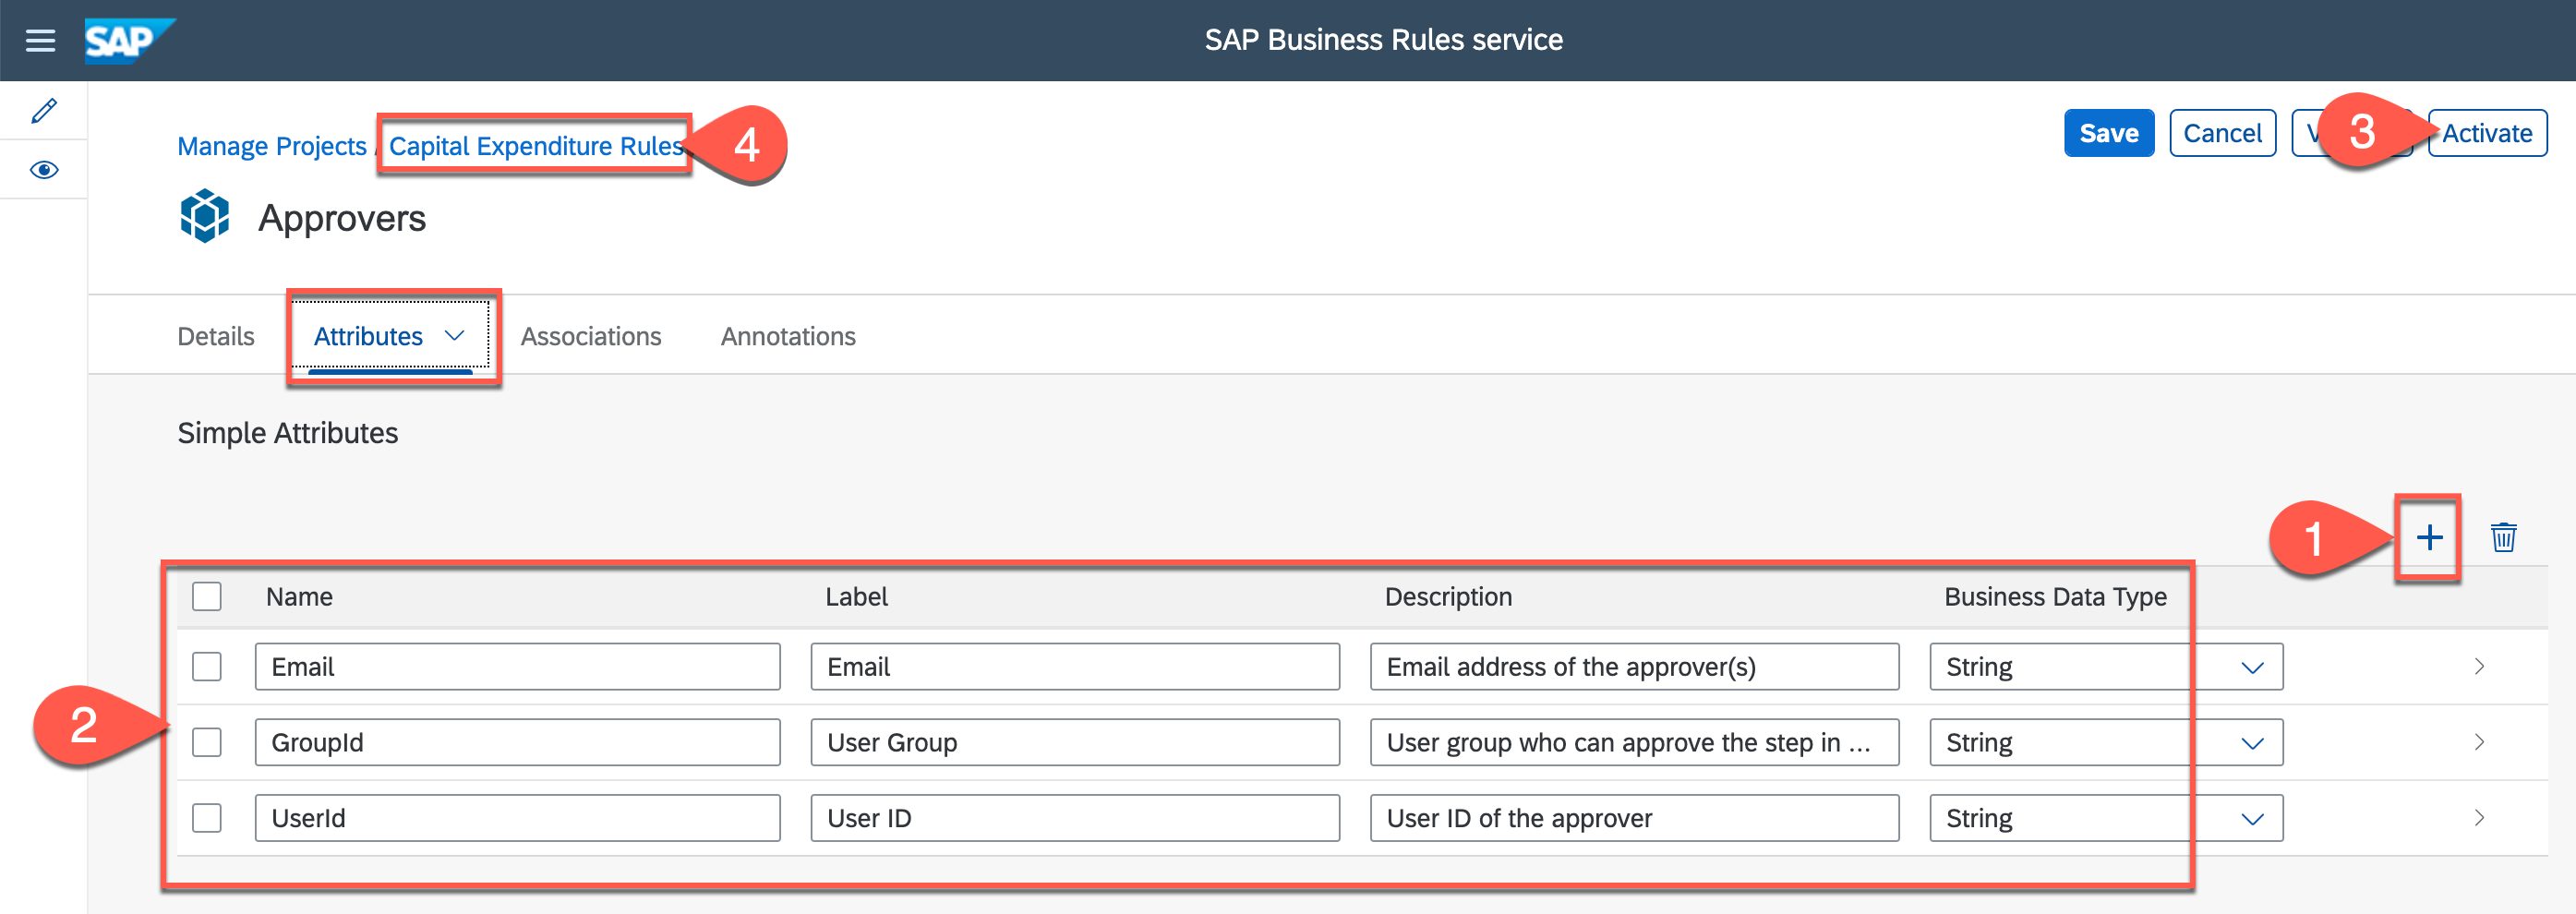 SAP SAP Business Rules service
Manage Projects / Capital Expenditure Rules 4 Save Cancel 3 Activate
Approvers
Details Attributes Associations Annotations
Simple Attributes
1
Name Label Description Business Data Type
Email Email Email address of the approver(s) String
2 GroupId User Group User group who can approve the step in ... String
UserId User ID User ID of the approver String